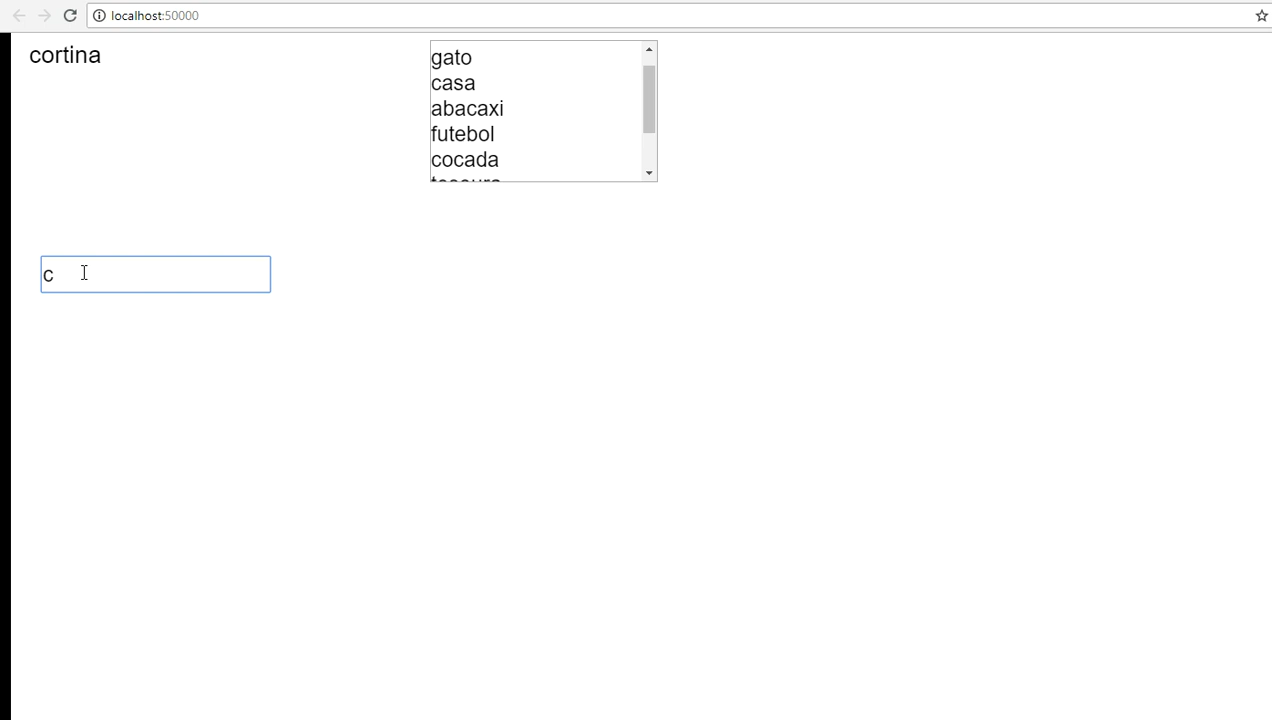 localhost:50000
cortina
gato
casa
abacaxi
futebol
cocada
c